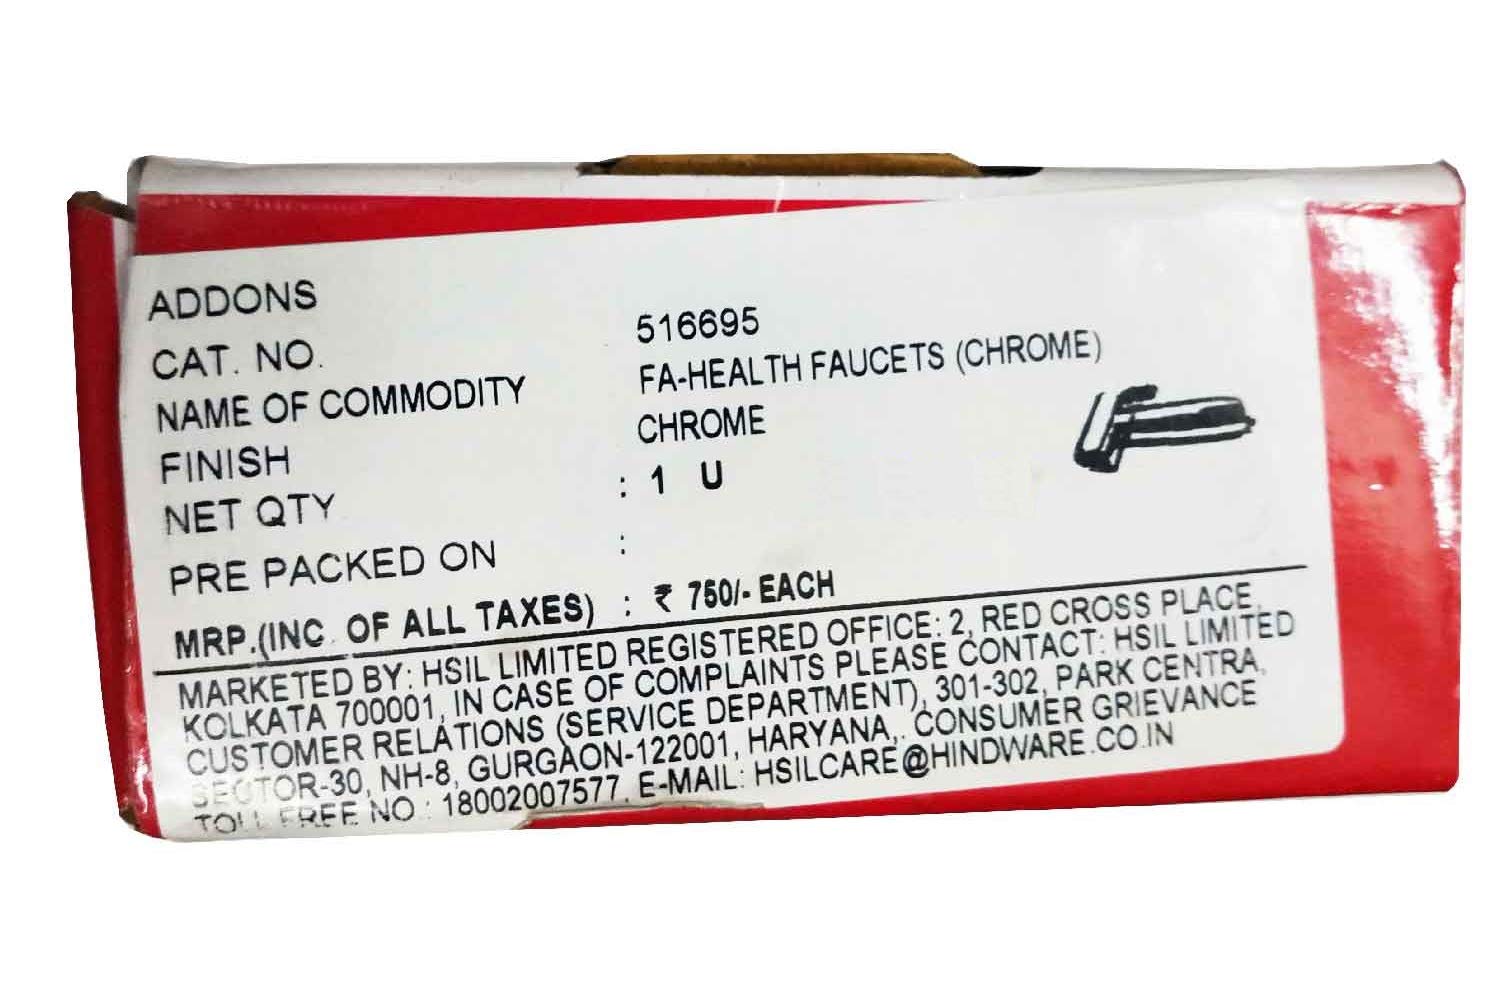 ADDONS
CAT. NO. 516695
NAME OF COMMODITY FA-HEALTH FAUCETS (CHROME)
FINISH CHROME
NET QTY : 1 U
PRE PACKED ON :
MRP.(INC. OF ALL TAXES) : ₹ 750/- EACH
MARKETED BY: HSIL LIMITED REGISTERED OFFICE: 2, RED CROSS PLACE,
KOLKATA 700001, IN CASE OF COMPLAINTS PLEASE CONTACT: HSIL LIMITED
CUSTOMER RELATIONS (SERVICE DEPARTMENT), 301-302, PARK CENTRA,
SECTOR-30, NH-8, GURGAON-122001, HARYANA,. CONSUMER GRIEVANCE
TOLL FREE NO : 18002007577, E-MAIL: HSILCARE@HINDWARE.CO.IN